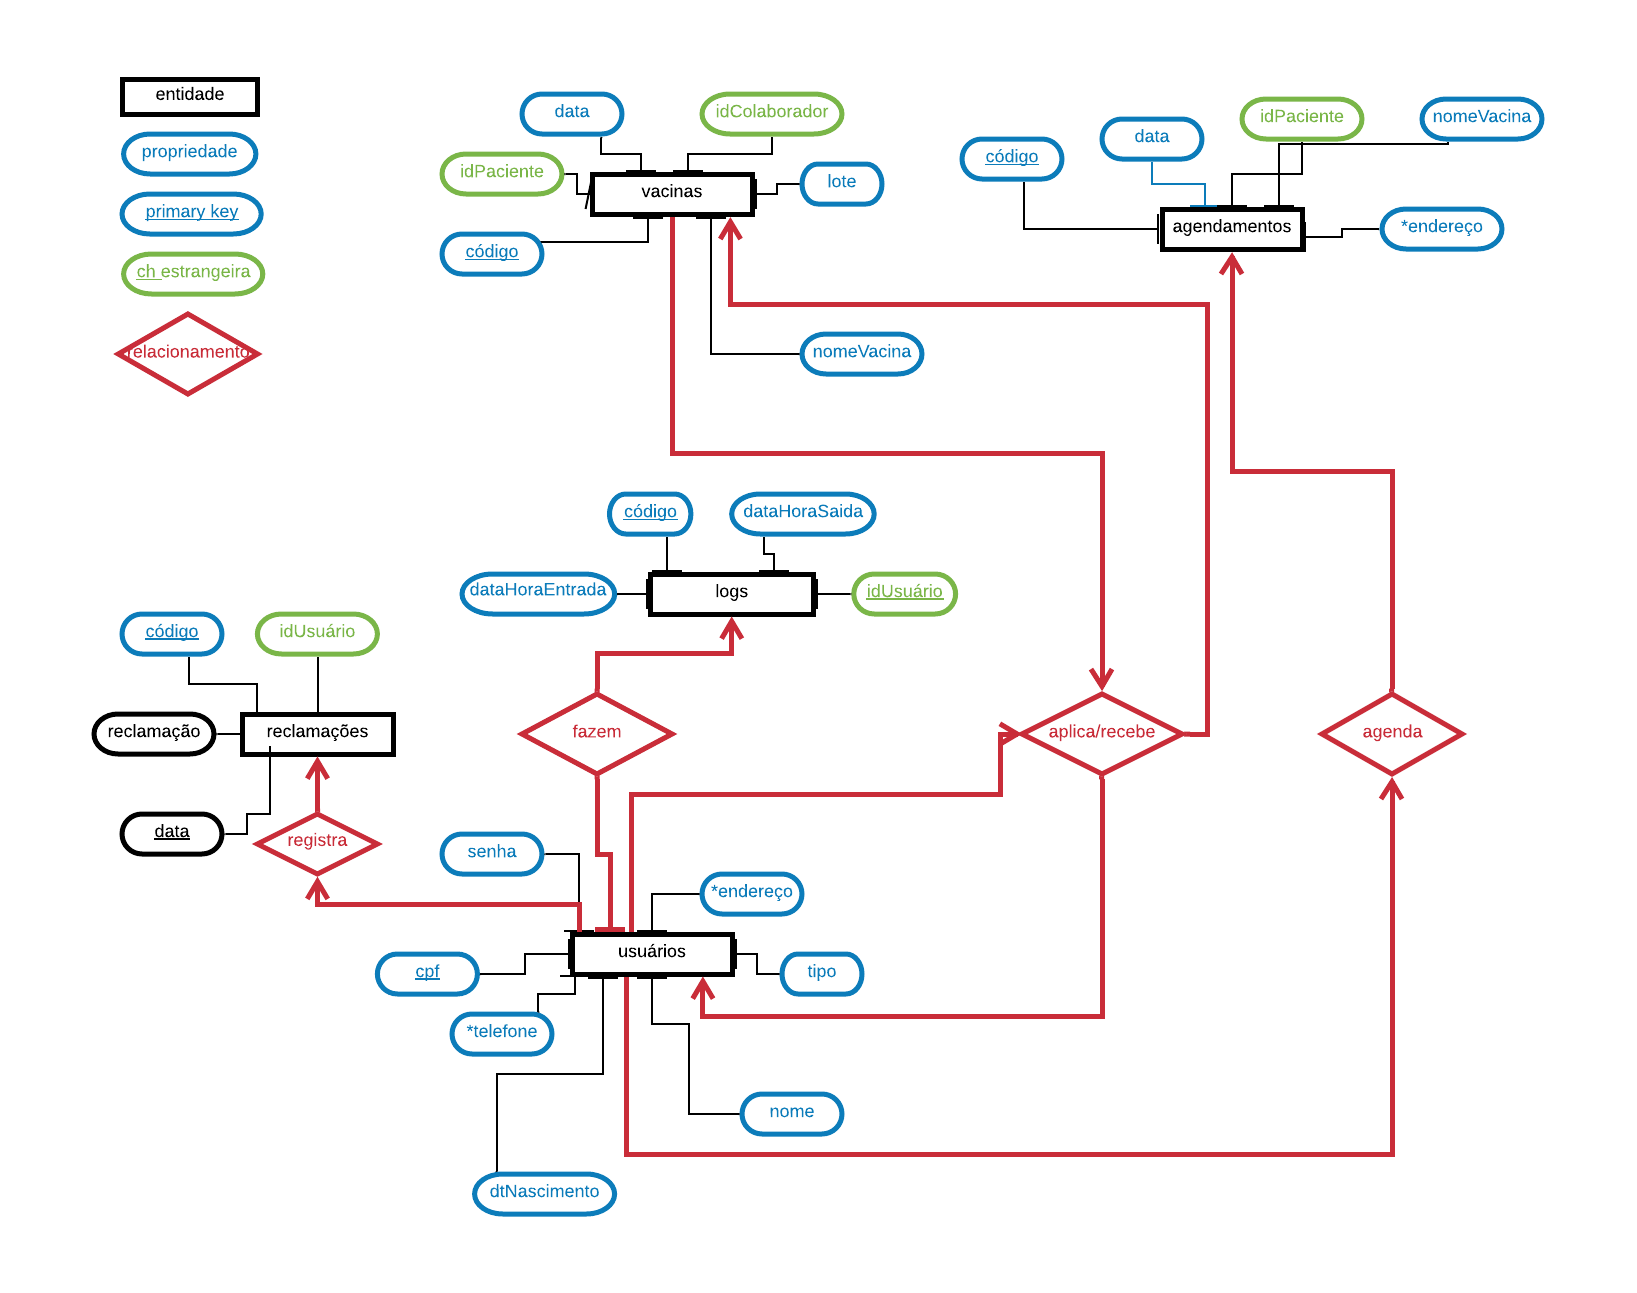 entidade
propriedade
primary key
ch estrangeira
relacionamento
data
idColaborador
idPaciente
lote
vacinas
código
nomeVacina
código
data
idPaciente
nomeVacina
agendamentos
*endereço
código
dataHoraSaida
dataHoraEntrada
logs
idUsuário
código
idUsuário
reclamação
reclamações
data
registra
fazem
aplica/recebe
agenda
senha
*endereço
usuários
cpf
tipo
*telefone
nome
dtNascimento